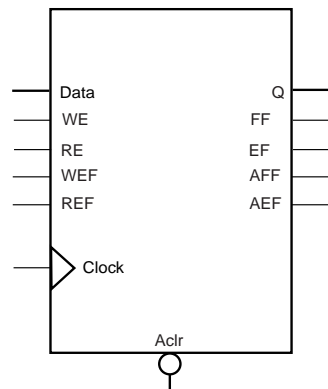 Data Q
WE FF
RE EF
WEF AFF
REF AEF
Clock
Aclr